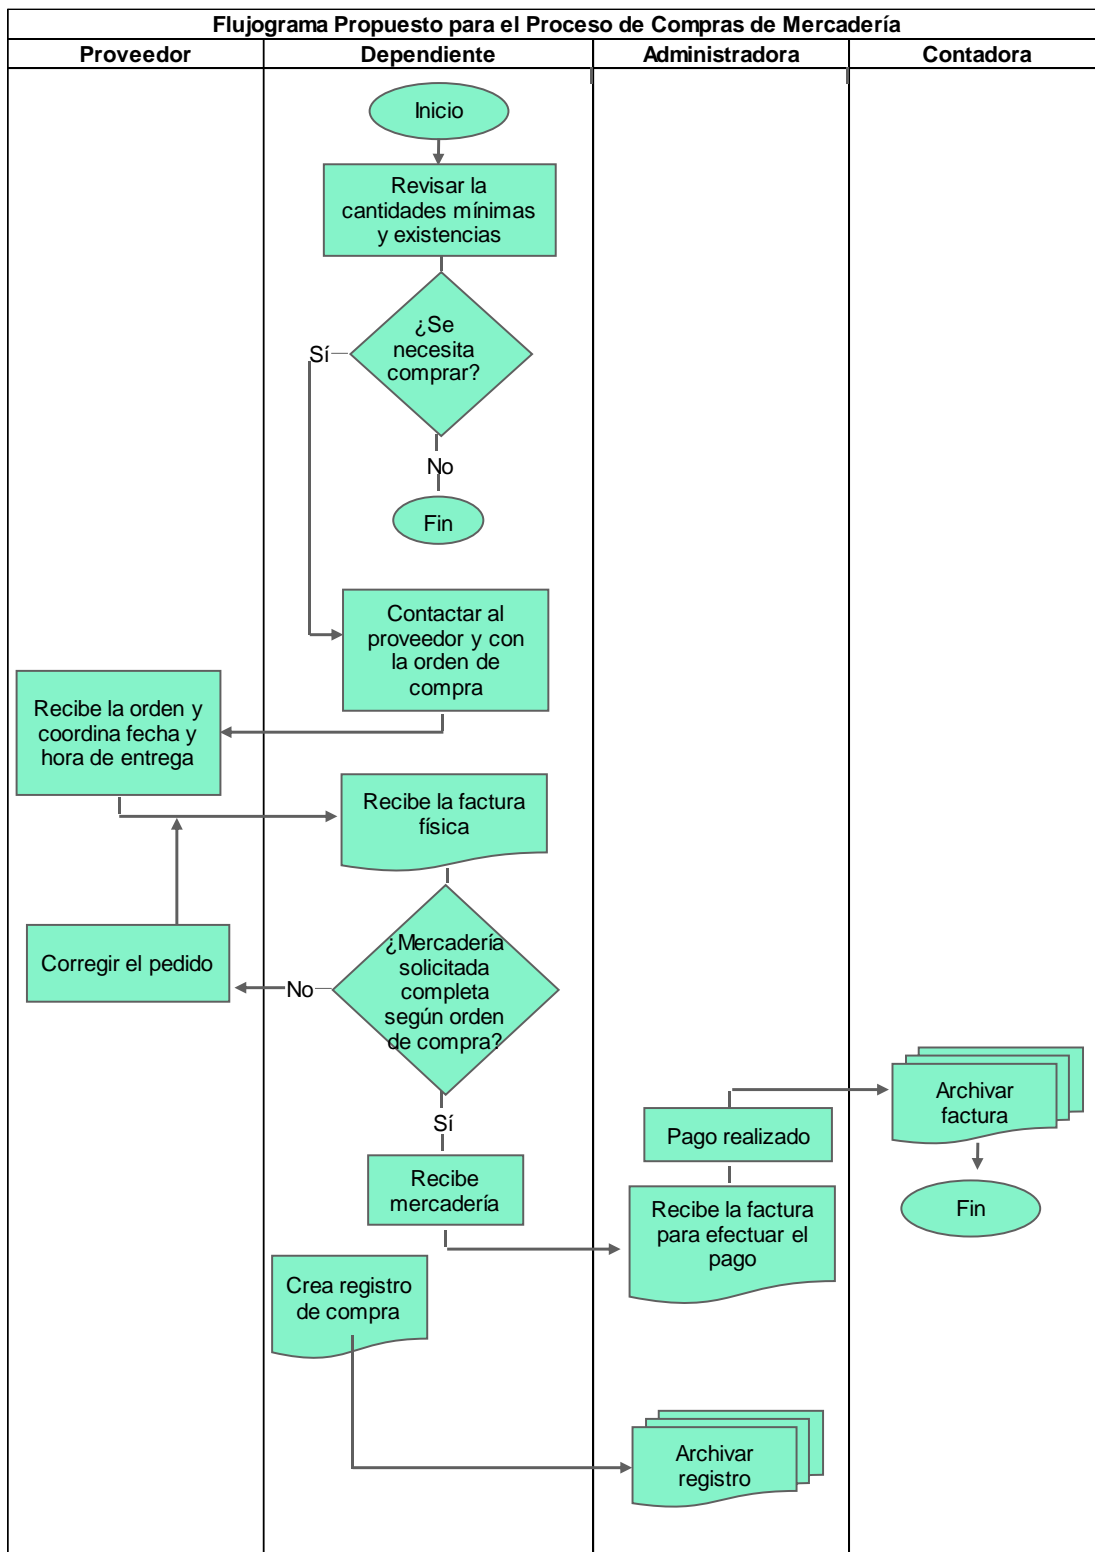 Flujograma Propuesto para el Proceso de Compras de Mercadería
Proveedor
Dependiente
Administradora
Contadora
Inicio
Revisar la
cantidades mínimas
y existencias
¿Se
necesita
comprar?
Sí
No
Fin
Contactar al
proveedor y con
la orden de
compra
Recibe la orden y
coordina fecha y
hora de entrega
Recibe la factura
física
¿Mercadería
solicitada
completa
según orden
de compra?
No
Corregir el pedido
Sí
Recibe
mercadería
Recibe la factura
para efectuar el
pago
Pago realizado
Archivar
factura
Fin
Crea registro
de compra
Archivar
registro